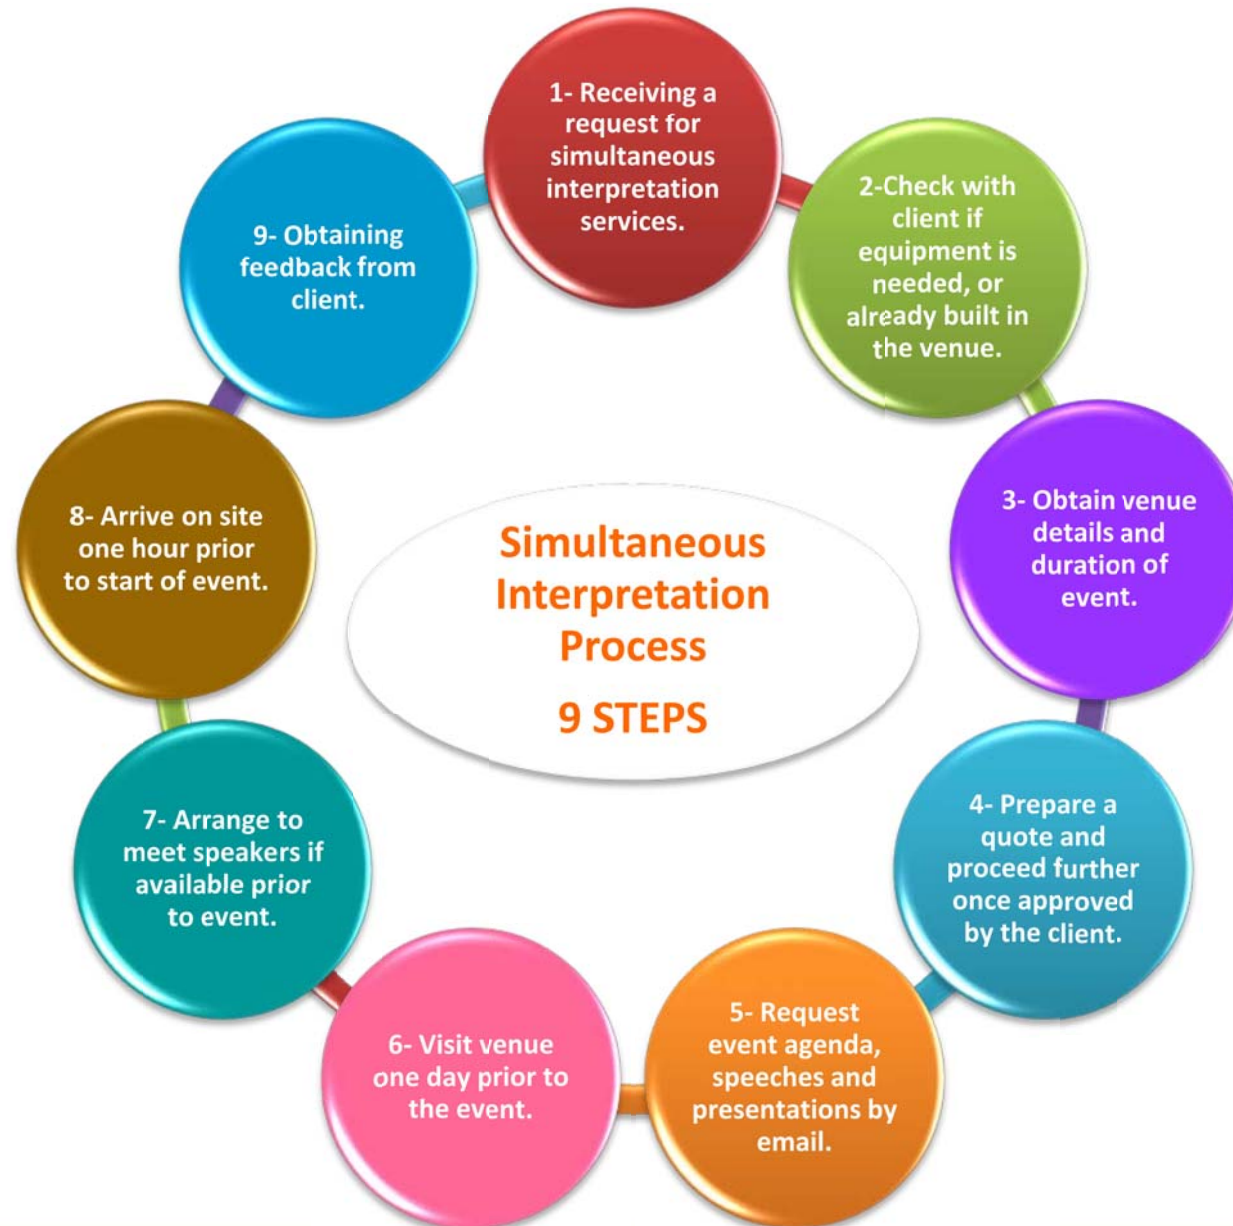 1- Receiving a
request for
simultaneous
interpretation
services.
2-Check with
client if
equipment is
needed, or
already built in
the venue.
3- Obtain venue
details and
duration of
event.
4- Prepare a
quote and
proceed further
once approved
by the client.
5- Request
event agenda,
speeches and
presentations by
email.
6- Visit venue
one day prior to
the event.
7- Arrange to
meet speakers if
available prior
to event.
8- Arrive on site
one hour prior
to start of event.
9- Obtaining
feedback from
client.
Simultaneous
Interpretation
Process
9 STEPS